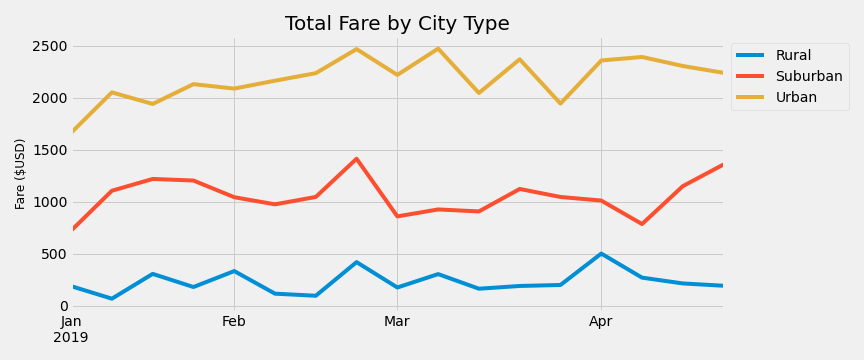 Total Fare by City Type
Rural
Suburban
Urban
Fare ($USD)
2500
2000
1500
1000
500
0
Jan Feb Mar Apr
2019